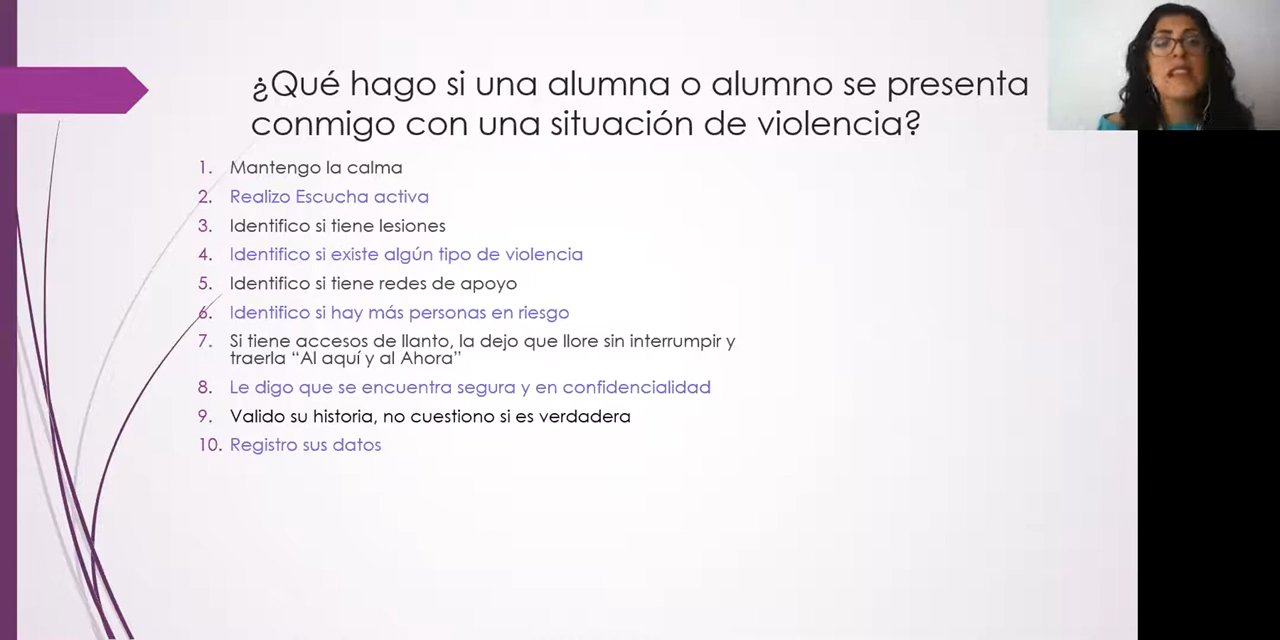 ¿Qué hago si una alumna o alumno se presenta
conmigo con una situación de violencia?
1. Mantengo la calma
2. Realizo Escucha activa
3. Identifico si tiene lesiones
4. Identifico si existe algún tipo de violencia
5. Identifico si tiene redes de apoyo
6. Identifico si hay más personas en riesgo
7. Si tiene accesos de llanto, la dejo que llore sin interrumpir y
traerla “Al aquí y al Ahora”
8. Le digo que se encuentra segura y en confidencialidad
9. Valido su historia, no cuestiono si es verdadera
10. Registro sus datos